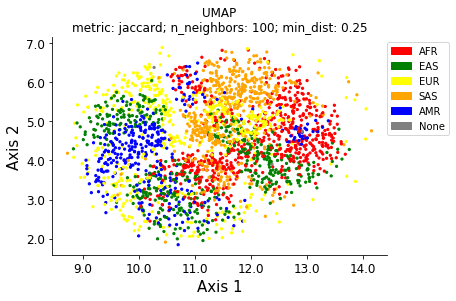 UMAP
metric: jaccard; n_neighbors: 100; min_dist: 0.25
7.0
6.0
5.0
4.0
3.0
2.0
Axis 2
9.0 10.0 11.0 12.0 13.0 14.0
Axis 1
AFR
EAS
EUR
SAS
AMR
None